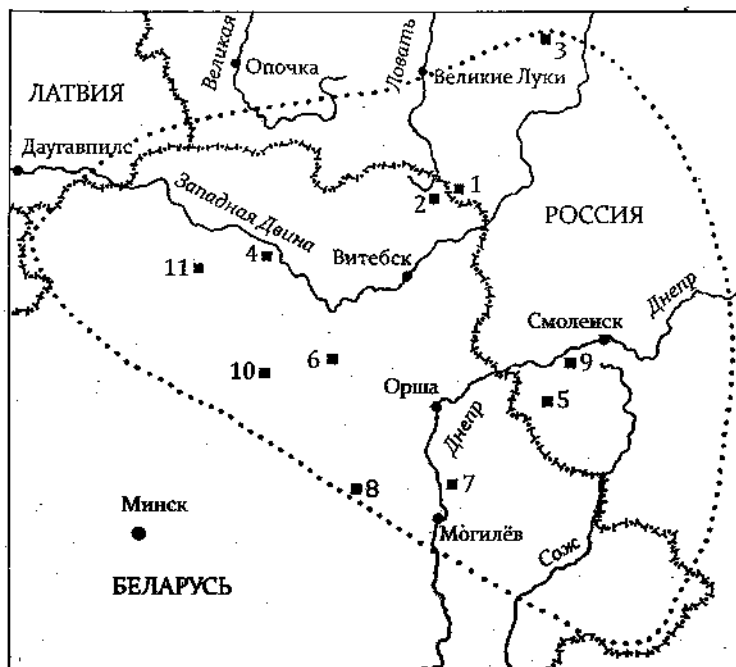 Великая
Ловать
3
Опочка
Великие Луки
ЛАТВИЯ
Даугавпилс
1
2
Западная Двина
РОССИЯ
4
Витебск
11
Днепр
Смоленск
6
9
10
Орша
5
Днепр
7
8
Минск
Могилёв
Сож
БЕЛАРУСЬ